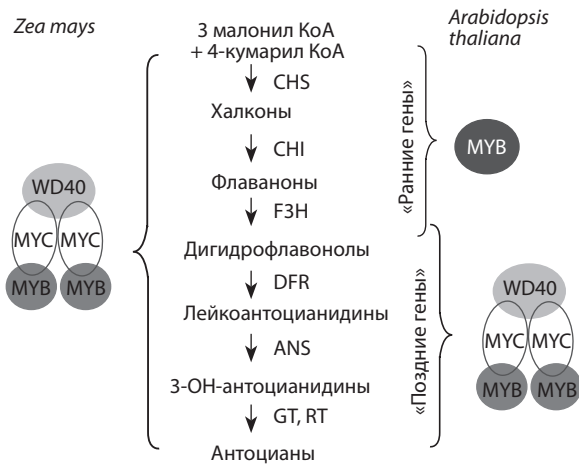 Zea mays
3 малонил КоА
+ 4-кумарил КоА
Arabidopsis
thaliana
CHS
Халконы
CHI
Флаваноны
F3H
Дигидрофлавонолы
DFR
Лейкоантоцианидины
ANS
3-ОН-антоцианидины
GT, RT
Антоцианы
WD40
MYC MYC
MYB MYB
«Ранние гены»
MYB
«Поздние гены»
WD40
MYC MYC
MYB MYB